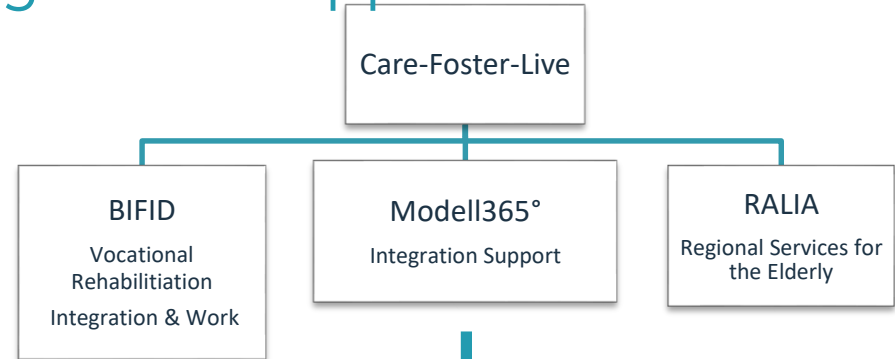 Care-Foster-Live
BIFID
Vocational
Rehabilitiation
Integration & Work
Modell365°
Integration Support
RALIA
Regional Services for
the Elderly